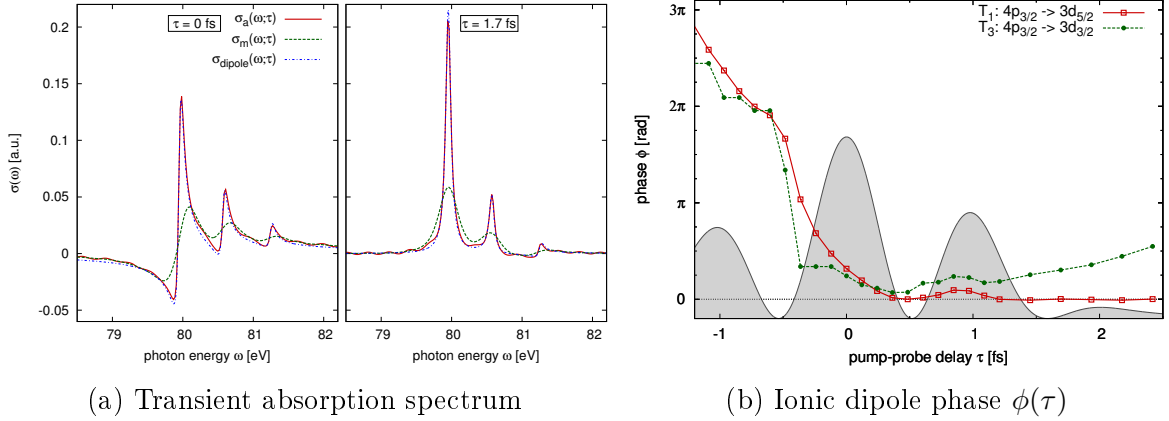 τ = 0 fs
σa(ω;τ)
σm(ω;τ)
σdipole(ω;τ)
τ = 1.7 fs
σ(ω) [a.u.]
0.2
0.15
0.1
0.05
0
-0.05
79 80 81 82
79 80 81 82
photon energy ω [eV]
photon energy ω [eV]
(a) Transient absorption spectrum
T1: 4p3/2 -> 3d5/2
T3: 4p3/2 -> 3d3/2
phase ϕ [rad]
3π
2π
π
0
-1 0 1 2
pump-probe delay τ [fs]
(b) Ionic dipole phase ϕ(τ)